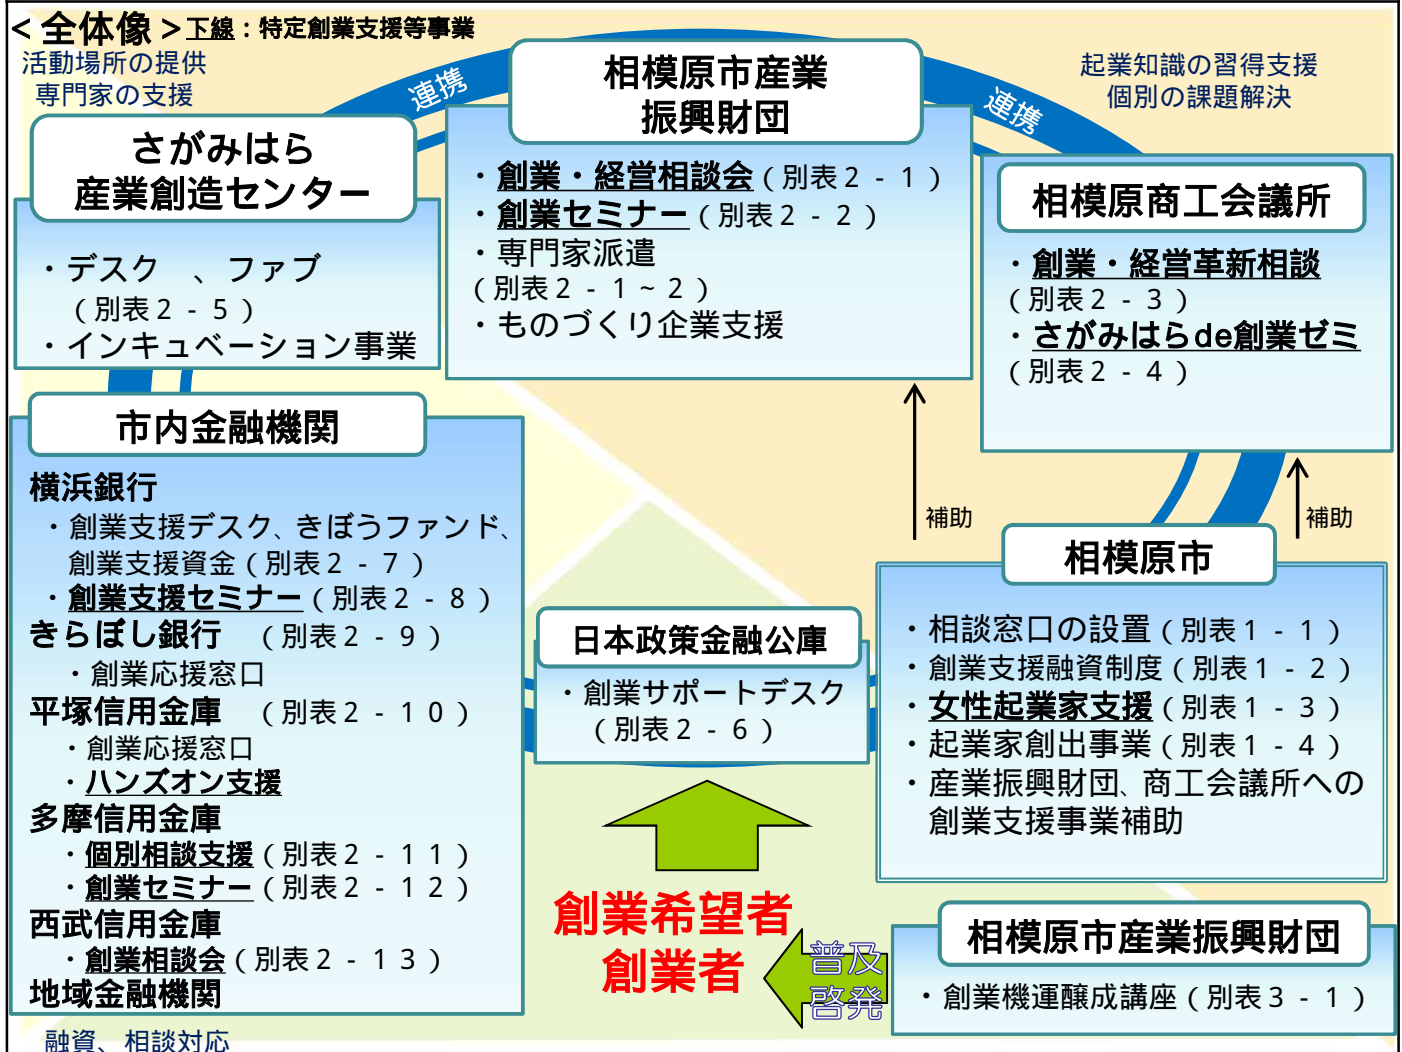 <全体像>下線：特定創業支援等事業
活動場所の提供
専門家の支援
連携
連携
起業知識の習得支援
個別の課題解決
さがみはら
産業創造センター
・デスク　、ファブ
（別表２-５）
・インキュベーション事業
相模原市産業
振興財団
・創業・経営相談会（別表２-１）
・創業セミナー（別表２-２）
・専門家派遣
（別表２-１~２）
・ものづくり企業支援
相模原商工会議所
・創業・経営革新相談
（別表２-３）
・さがみはらde創業ゼミ
（別表２-４）
市内金融機関
横浜銀行
・創業支援デスク、きぼうファンド、
創業支援資金（別表２-７）
・創業支援セミナー（別表２-８）
きらぼし銀行　（別表２-９）
・創業応援窓口
平塚信用金庫　（別表２-１０）
・創業応援窓口
・ハンズオン支援
多摩信用金庫
・個別相談支援（別表２-１１）
・創業セミナー（別表２-１２）
西武信用金庫
・創業相談会（別表２-１３）
地域金融機関
融資、相談対応
日本政策金融公庫
・創業サポートデスク
（別表２-６）
補助
補助
相模原市
・相談窓口の設置（別表１-１）
・創業支援融資制度（別表１-２）
・女性起業家支援（別表１-３）
・起業家創出事業（別表１-４）
・産業振興財団、商工会議所への
創業支援事業補助
創業希望者
創業者
普及
啓発
相模原市産業振興財団
・創業機運醸成講座（別表３-１）